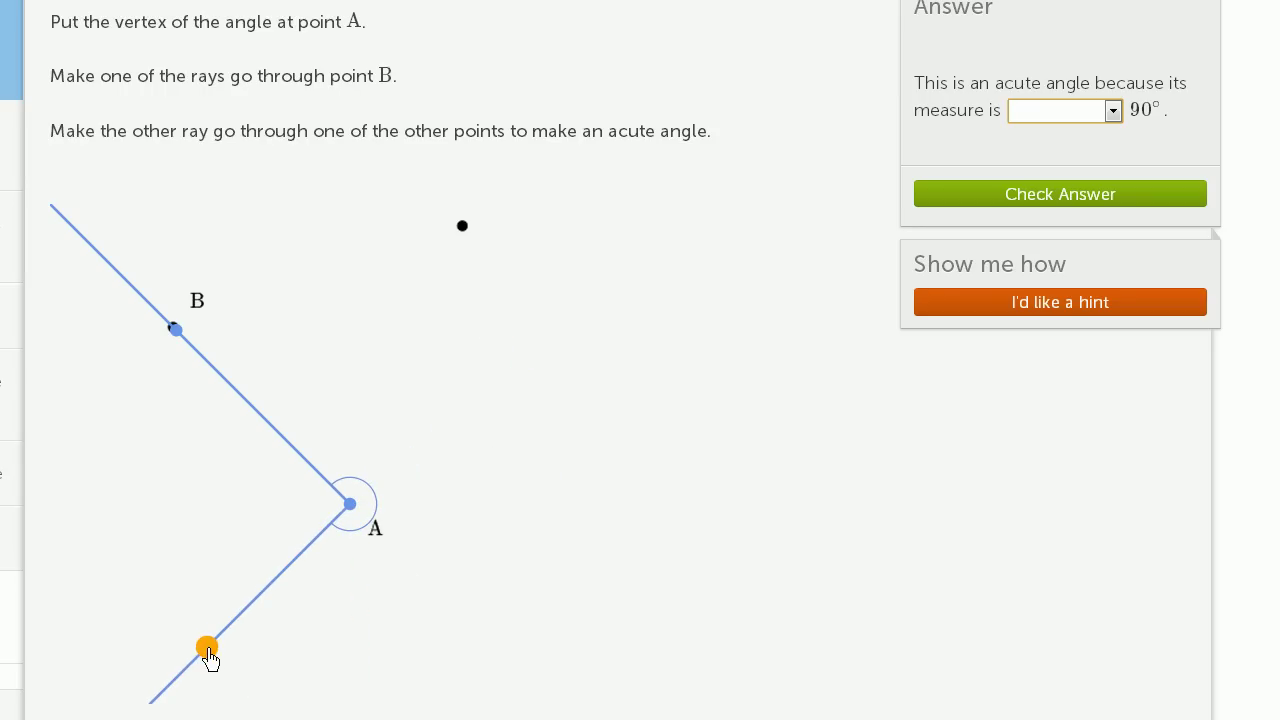 Put the vertex of the angle at point A.
Make one of the rays go through point B.
Make the other ray go through one of the other points to make an acute angle.
B
A
Answer
This is an acute angle because its
measure is 90°.
Check Answer
Show me how
I'd like a hint